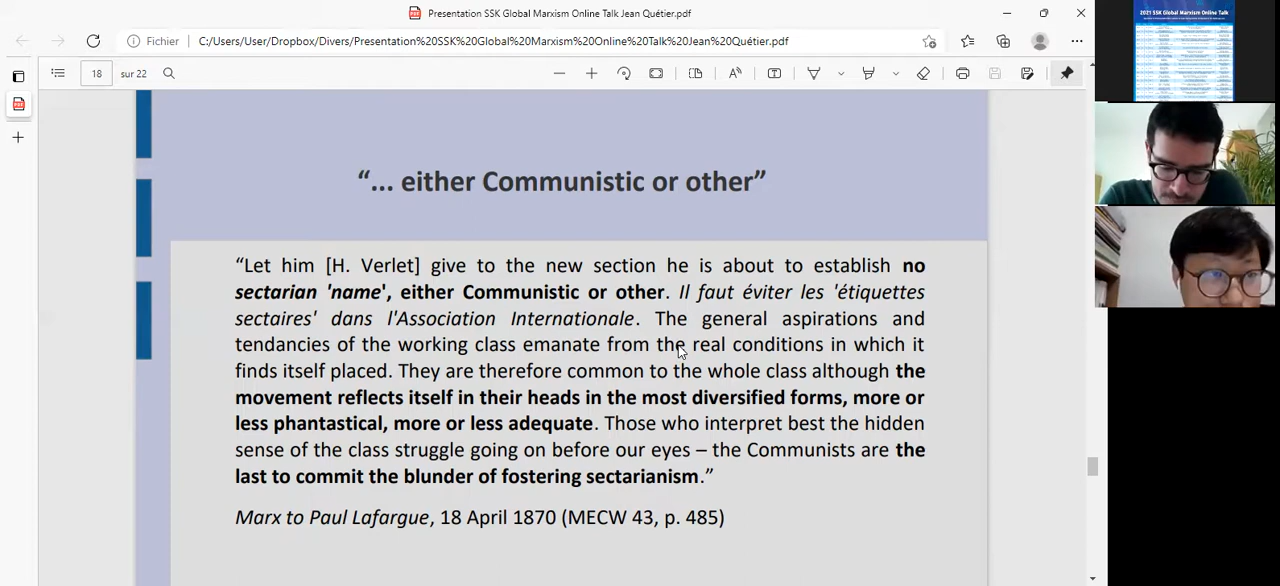 Presentation SSK Global Marxism Online Talk Jean Quétier.pdf
Fichier
C:/Users/User/Dropbox/Divers/Presentation%20SSK%20Global%20Marxism%20Online%20Talk%20Jean%20Quétier.pdf
18 sur 22
2021 SSK Global Marxism Online Talk
“... either Communistic or other”
“Let him [H. Verlet] give to the new section he is about to establish no
sectarian 'name', either Communistic or other. Il faut éviter les 'étiquettes
sectaires' dans l'Association Internationale. The general aspirations and
tendancies of the working class emanate from the real conditions in which it
finds itself placed. They are therefore common to the whole class although the
movement reflects itself in their heads in the most diversified forms, more or
less phantastical, more or less adequate. Those who interpret best the hidden
sense of the class struggle going on before our eyes – the Communists are the
last to commit the blunder of fostering sectarianism.”
Marx to Paul Lafargue, 18 April 1870 (MECW 43, p. 485)